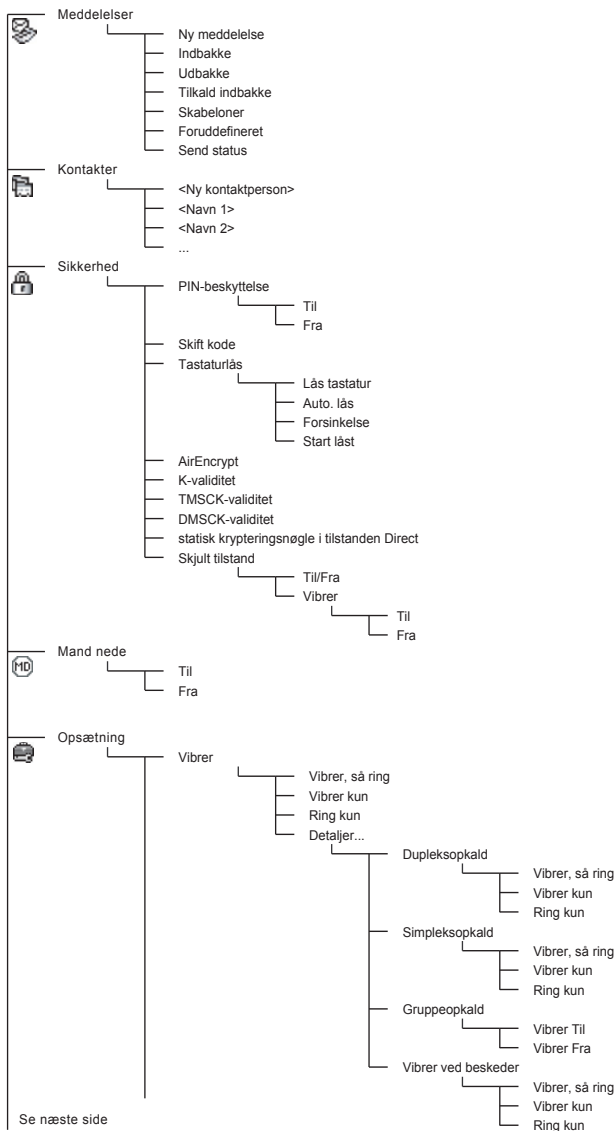 Meddelelser
Ny meddelelse
Indbakke
Udbakke
Tilkald indbakke
Skabeloner
Foruddefineret
Send status
Kontakter
<Ny kontaktperson>
<Navn 1>
<Navn 2>
...
Sikkerhed
PIN-beskyttelse
Til
Fra
Skift kode
Tastaturlås
Lås tastatur
Auto. lås
Forsinkelse
Start låst
AirEncrypt
K-validitet
TMSCK-validitet
DMSCK-validitet
statisk krypteringsnøgle i tilstanden Direct
Skjult tilstand
Til/Fra
Vibrer
Til
Fra
MD
Mand nede
Til
Fra
Opsætning
Vibrer
Vibrer, så ring
Vibrer kun
Ring kun
Detaljer...
Dupleksopkald
Vibrer, så ring
Vibrer kun
Ring kun
Simpleksopkald
Vibrer, så ring
Vibrer kun
Ring kun
Gruppeopkald
Vibrer Til
Vibrer Fra
Vibrer ved beskeder
Vibrer, så ring
Vibrer kun
Ring kun
Se næste side